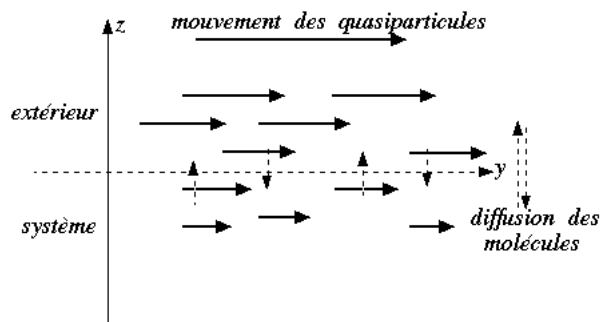 z
mouvement des quasiparticules
extérieur
y
système
diffusion des
molécules